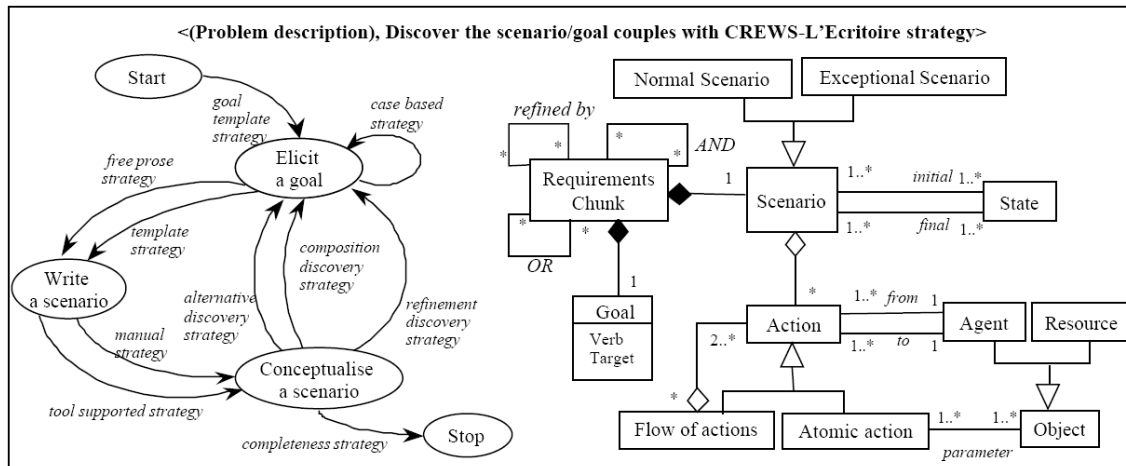 <(Problem description), Discover the scenario/goal couples with CREWS-L'Ecritoire strategy>
Start
goal
template
strategy
case based
strategy
Elicit
a goal
free prose
strategy
template
strategy
composition
discovery
strategy
Write
a scenario
alternative
discovery
strategy
refinement
discovery
strategy
manual
strategy
Conceptualise
a scenario
tool supported strategy
completeness strategy
Stop
Normal Scenario
Exceptional Scenario
refined by
*
*
*
*
AND
Requirements
Chunk
1
Scenario
1..*
initial
1..*
State
1..*
final
1..*
*
*
OR
1
Goal
Verb
Target
*
Action
1..*
from
1
1..*
to
1
Agent
Resource
2..*
*
Flow of actions
Atomic action
1..*
1..*
parameter
Object